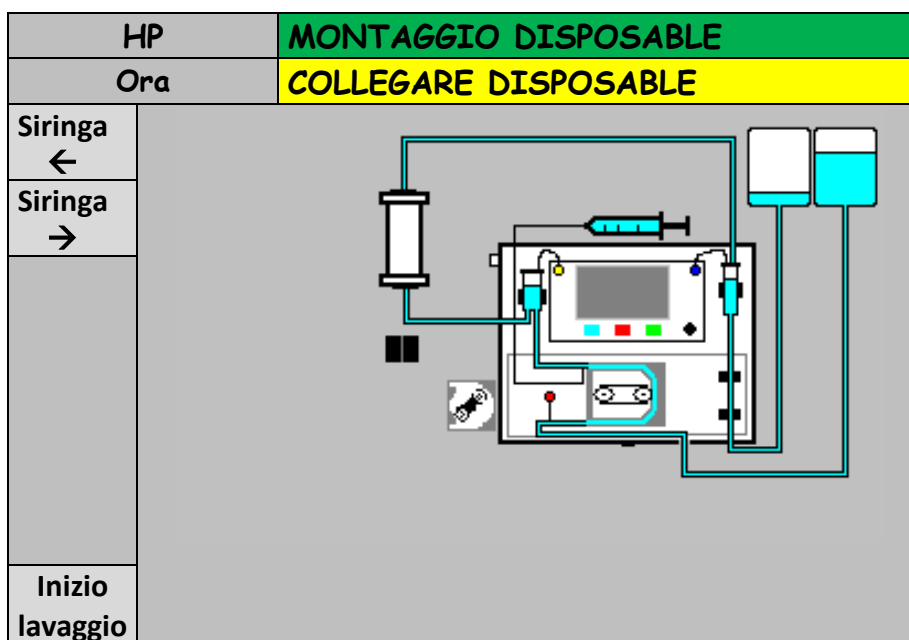 HP
MONTAGGIO DISPOSABLE
Ora
COLLEGARE DISPOSABLE
Siringa
←
Siringa
→
Inizio
lavaggio